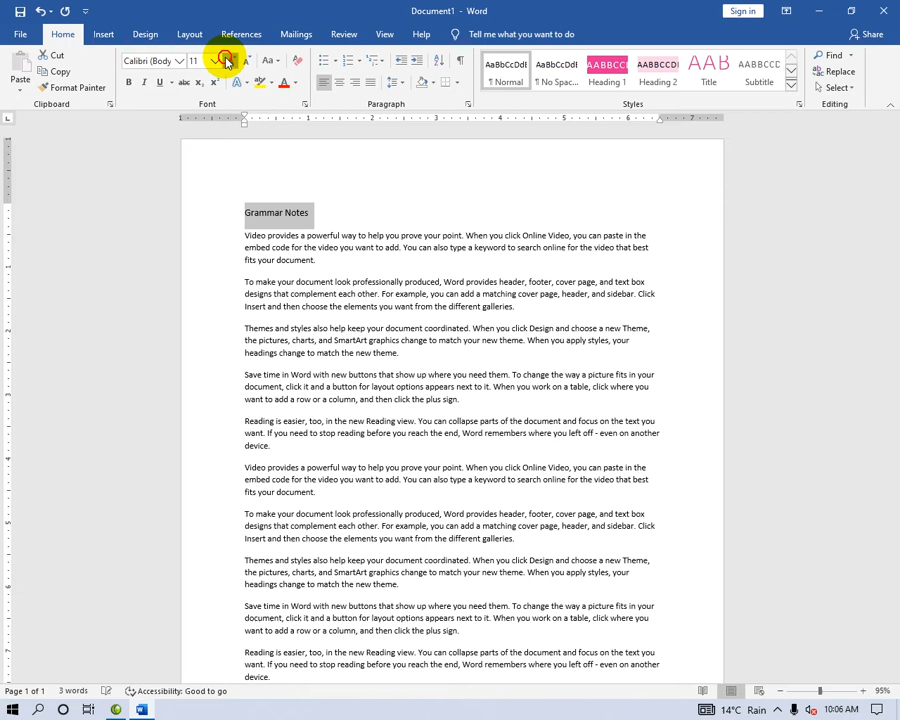 Document1 - Word
Sign in
File Home Insert Design Layout References Mailings Review View Help Tell me what you want to do Share
Paste
Cut
Copy
Format Painter
Clipboard
Calibri (Body 11
Aa
B I U abc x₂ x² A A
Font
Paragraph
AaBbCcDd AaBbCcDd AABBCC AABBCCD AAB AaBbCcD
¶ Normal ¶ No Spac... Heading 1 Heading 2 Title Subtitle
Styles
Find
Replace
Select
Editing
1 1 2 3 4 5 6 7
Grammar Notes
Video provides a powerful way to help you prove your point. When you click Online Video, you can paste in the
embed code for the video you want to add. You can also type a keyword to search online for the video that best
fits your document.
To make your document look professionally produced, Word provides header, footer, cover page, and text box
designs that complement each other. For example, you can add a matching cover page, header, and sidebar. Click
Insert and then choose the elements you want from the different galleries.
Themes and styles also help keep your document coordinated. When you click Design and choose a new Theme,
the pictures, charts, and SmartArt graphics change to match your new theme. When you apply styles, your
headings change to match the new theme.
Save time in Word with new buttons that show up where you need them. To change the way a picture fits in your
document, click it and a button for layout options appears next to it. When you work on a table, click where you
want to add a row or a column, and then click the plus sign.
Reading is easier, too, in the new Reading view. You can collapse parts of the document and focus on the text you
want. If you need to stop reading before you reach the end, Word remembers where you left off - even on another
device.
Video provides a powerful way to help you prove your point. When you click Online Video, you can paste in the
embed code for the video you want to add. You can also type a keyword to search online for the video that best
fits your document.
To make your document look professionally produced, Word provides header, footer, cover page, and text box
designs that complement each other. For example, you can add a matching cover page, header, and sidebar. Click
Insert and then choose the elements you want from the different galleries.
Themes and styles also help keep your document coordinated. When you click Design and choose a new Theme,
the pictures, charts, and SmartArt graphics change to match your new theme. When you apply styles, your
headings change to match the new theme.
Save time in Word with new buttons that show up where you need them. To change the way a picture fits in your
document, click it and a button for layout options appears next to it. When you work on a table, click where you
want to add a row or a column, and then click the plus sign.
Reading is easier, too, in the new Reading view. You can collapse parts of the document and focus on the text you
want. If you need to stop reading before you reach the end, Word remembers where you left off - even on another
device.
Page 1 of 1 3 words Accessibility: Good to go 95%
14°C Rain 10:06 AM